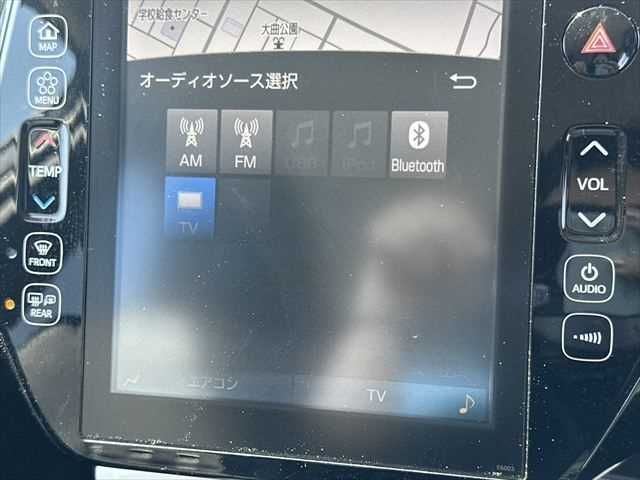 学校給食センター
大曲公園
MAP
オーディオソース選択
MENU
AM
FM
USB
iPod
Bluetooth
TEMP
VOL
TV
FRONT
AUDIO
REAR
エアコン
TV